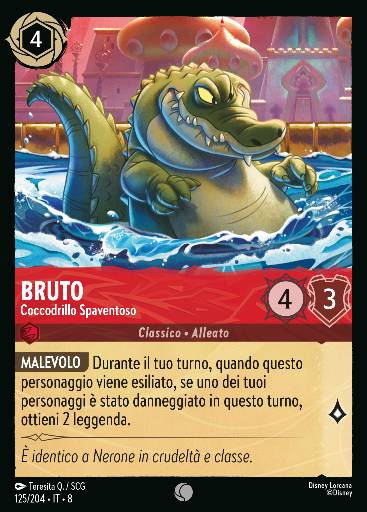 4
BRUTO
Coccodrillo Spaventoso
4
3
Classico • Alleato
MALEVOLO Durante il tuo turno, quando questo
personaggio viene esiliato, se uno dei tuoi
personaggi è stato danneggiato in questo turno,
ottieni 2 leggenda.
È identico a Nerone in crudeltà e classe.
Teresita Q. / SCG
Disney Lorcana
125/204 • IT • 8
©Disney